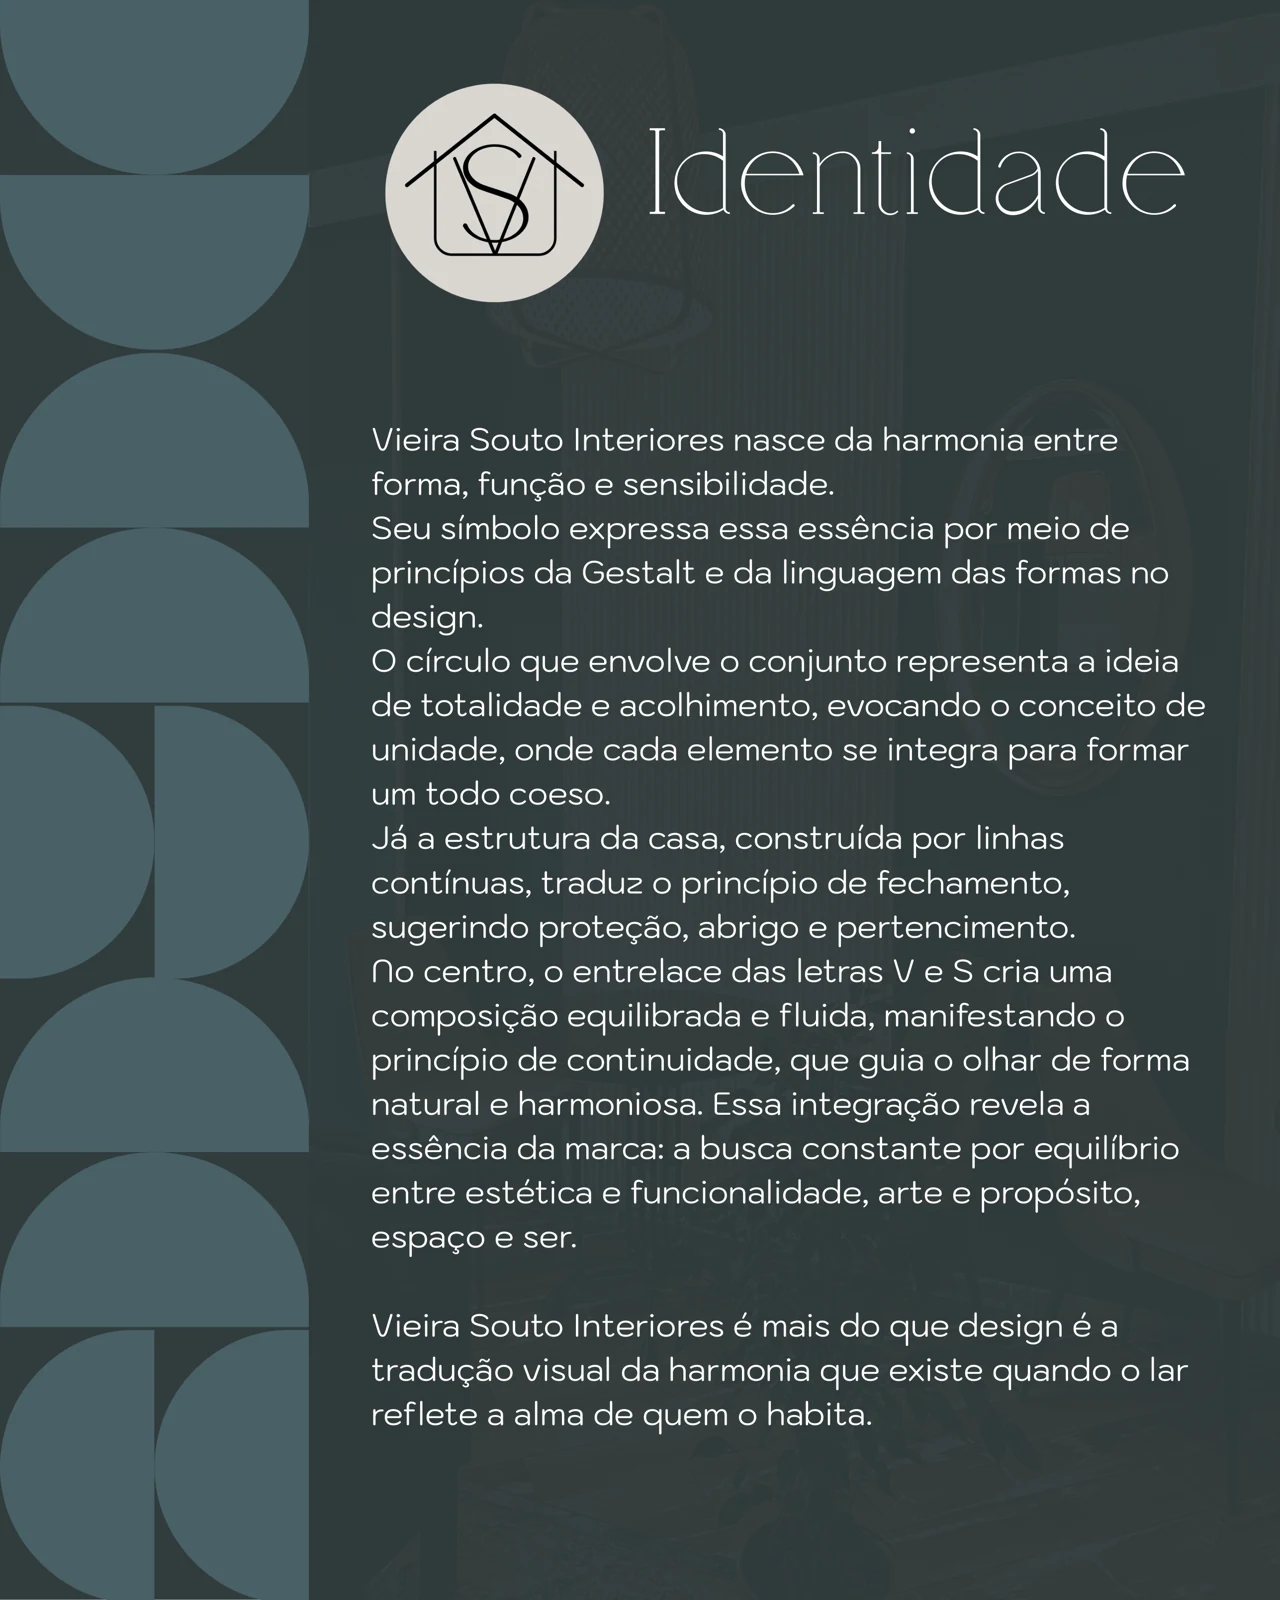 VS
Identidade
Vieira Souto Interiores nasce da harmonia entre
forma, função e sensibilidade.
Seu símbolo expressa essa essência por meio de
princípios da Gestalt e da linguagem das formas no
design.
O círculo que envolve o conjunto representa a ideia
de totalidade e acolhimento, evocando o conceito de
unidade, onde cada elemento se integra para formar
um todo coeso.
Já a estrutura da casa, construída por linhas
contínuas, traduz o princípio de fechamento,
sugerindo proteção, abrigo e pertencimento.
No centro, o entrelace das letras V e S cria uma
composição equilibrada e fluida, manifestando o
princípio de continuidade, que guia o olhar de forma
natural e harmoniosa. Essa integração revela a
essência da marca: a busca constante por equilíbrio
entre estética e funcionalidade, arte e propósito,
espaço e ser.
Vieira Souto Interiores é mais do que design é a
tradução visual da harmonia que existe quando o lar
reflete a alma de quem o habita.